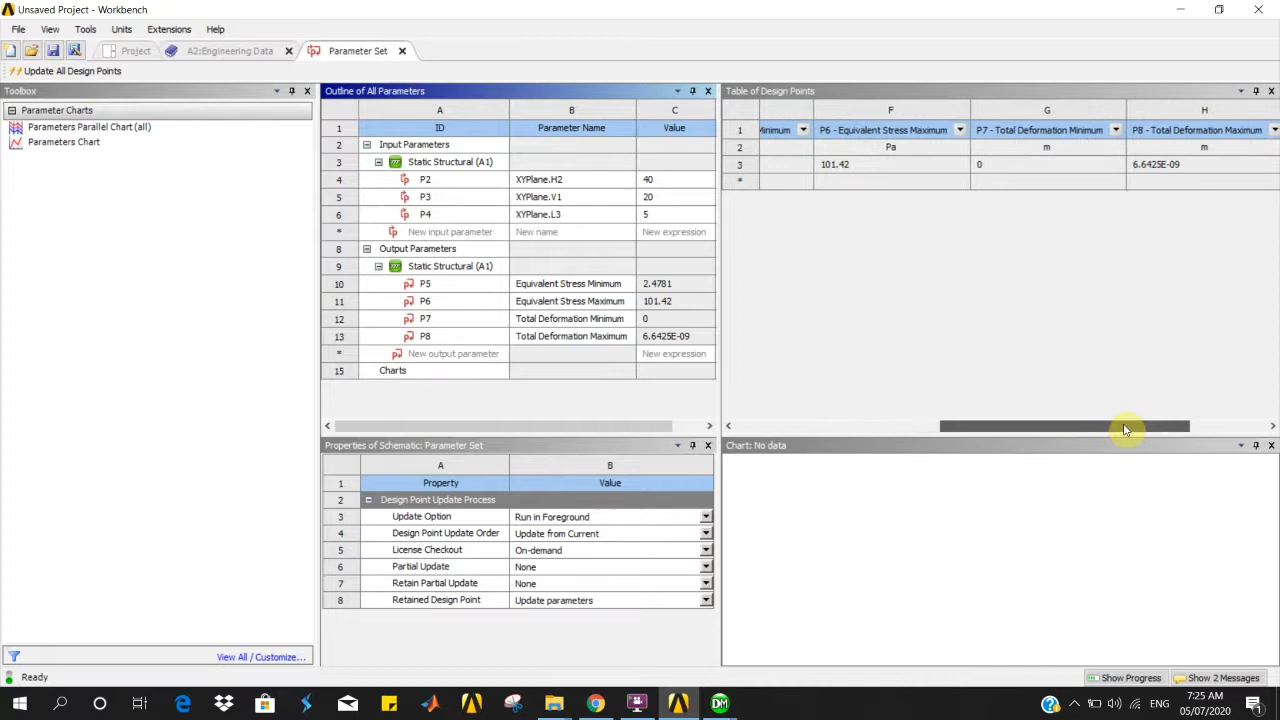 Unsaved Project - Workbench
File View Tools Units Extensions Help
Project A2:Engineering Data Parameter Set
Update All Design Points
Toolbox
Parameter Charts
Parameters Parallel Chart (all)
Parameters Chart
View All / Customize...
Outline of All Parameters
A B C
1 ID Parameter Name Value
2 Input Parameters
3 Static Structural (A1)
4 P2 XYPlane.H2 40
5 P3 XYPlane.V1 20
6 P4 XYPlane.L3 5
* New input parameter New name New expression
8 Output Parameters
9 Static Structural (A1)
10 P5 Equivalent Stress Minimum 2.4781
11 P6 Equivalent Stress Maximum 101.42
12 P7 Total Deformation Minimum 0
13 P8 Total Deformation Maximum 6.6425E-09
* New output parameter New expression
15 Charts
Table of Design Points
F G H
1 Minimum P6 - Equivalent Stress Maximum P7 - Total Deformation Minimum P8 - Total Deformation Maximum
2 Pa m m
3 101.42 0 6.6425E-09
*
Properties of Schematic: Parameter Set
A B
1 Property Value
2 Design Point Update Process
3 Update Option Run in Foreground
4 Design Point Update Order Update from Current
5 License Checkout On-demand
6 Partial Update None
7 Retain Partial Update None
8 Retained Design Point Update parameters
Chart: No data
Ready
Show Progress Show 2 Messages
DM
ENG
7:25 AM
05/07/2020